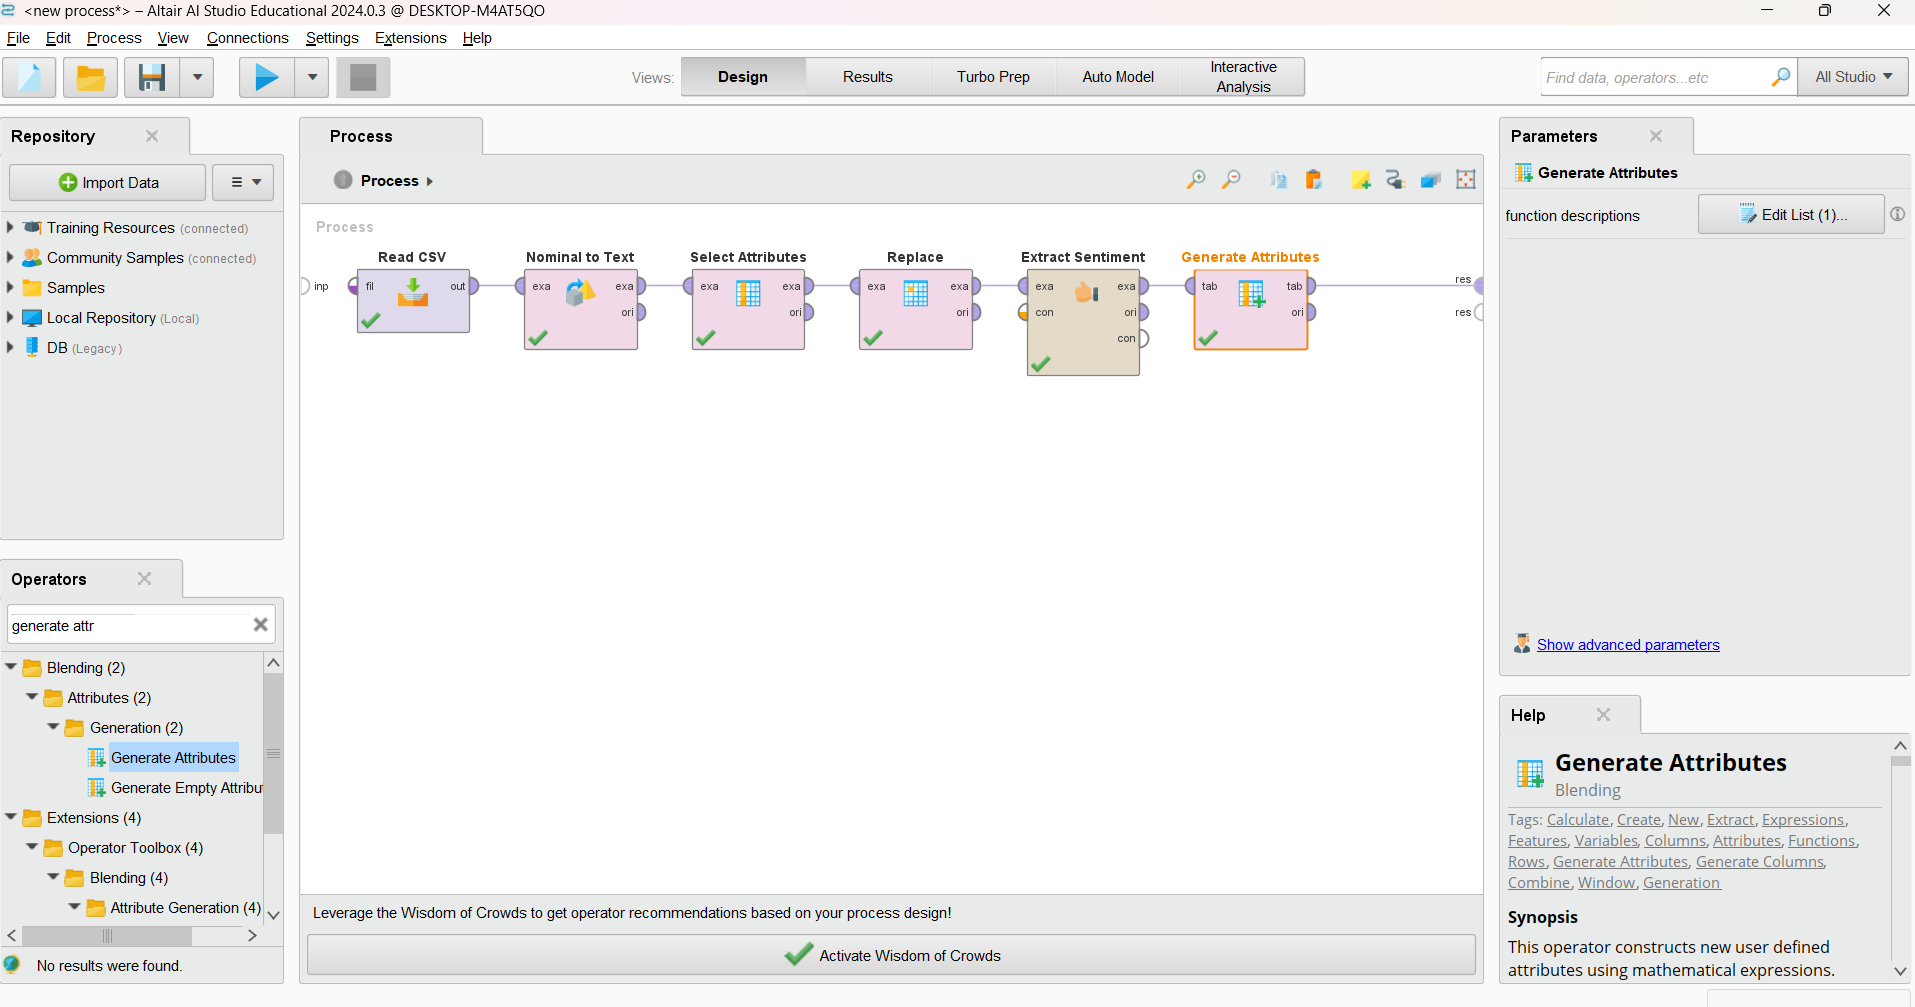 <new process*> – Altair AI Studio Educational 2024.0.3 @ DESKTOP-M4AT5QO
File Edit Process View Connections Settings Extensions Help
Views: Design Results Turbo Prep Auto Model Interactive Analysis
Find data, operators...etc
All Studio
Repository
Import Data
Training Resources (connected)
Community Samples (connected)
Samples
Local Repository (Local)
DB (Legacy)
Operators
generate attr
Blending (2)
Attributes (2)
Generation (2)
Generate Attributes
Generate Empty Attribu
Extensions (4)
Operator Toolbox (4)
Blending (4)
Attribute Generation (4)
No results were found.
Process
Process
Process
Read CSV Nominal to Text Select Attributes Replace Extract Sentiment Generate Attributes
inp fil out exa exa exa exa exa exa exa exa tab tab res
ori ori ori con ori ori res
con
Leverage the Wisdom of Crowds to get operator recommendations based on your process design!
Activate Wisdom of Crowds
Parameters
Generate Attributes
function descriptions Edit List (1)...
Show advanced parameters
Help
Generate Attributes
Blending
Tags: Calculate, Create, New, Extract, Expressions,
Features, Variables, Columns, Attributes, Functions,
Rows, Generate Attributes, Generate Columns,
Combine, Window, Generation
Synopsis
This operator constructs new user defined
attributes using mathematical expressions.